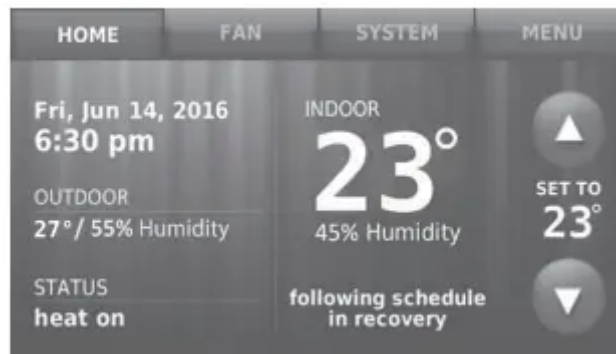 HOME FAN SYSTEM MENU
Fri, Jun 14, 2016
6:30 pm
OUTDOOR
27°/ 55% Humidity
STATUS
heat on
INDOOR
23°
45% Humidity
following schedule
in recovery
SET TO
23°